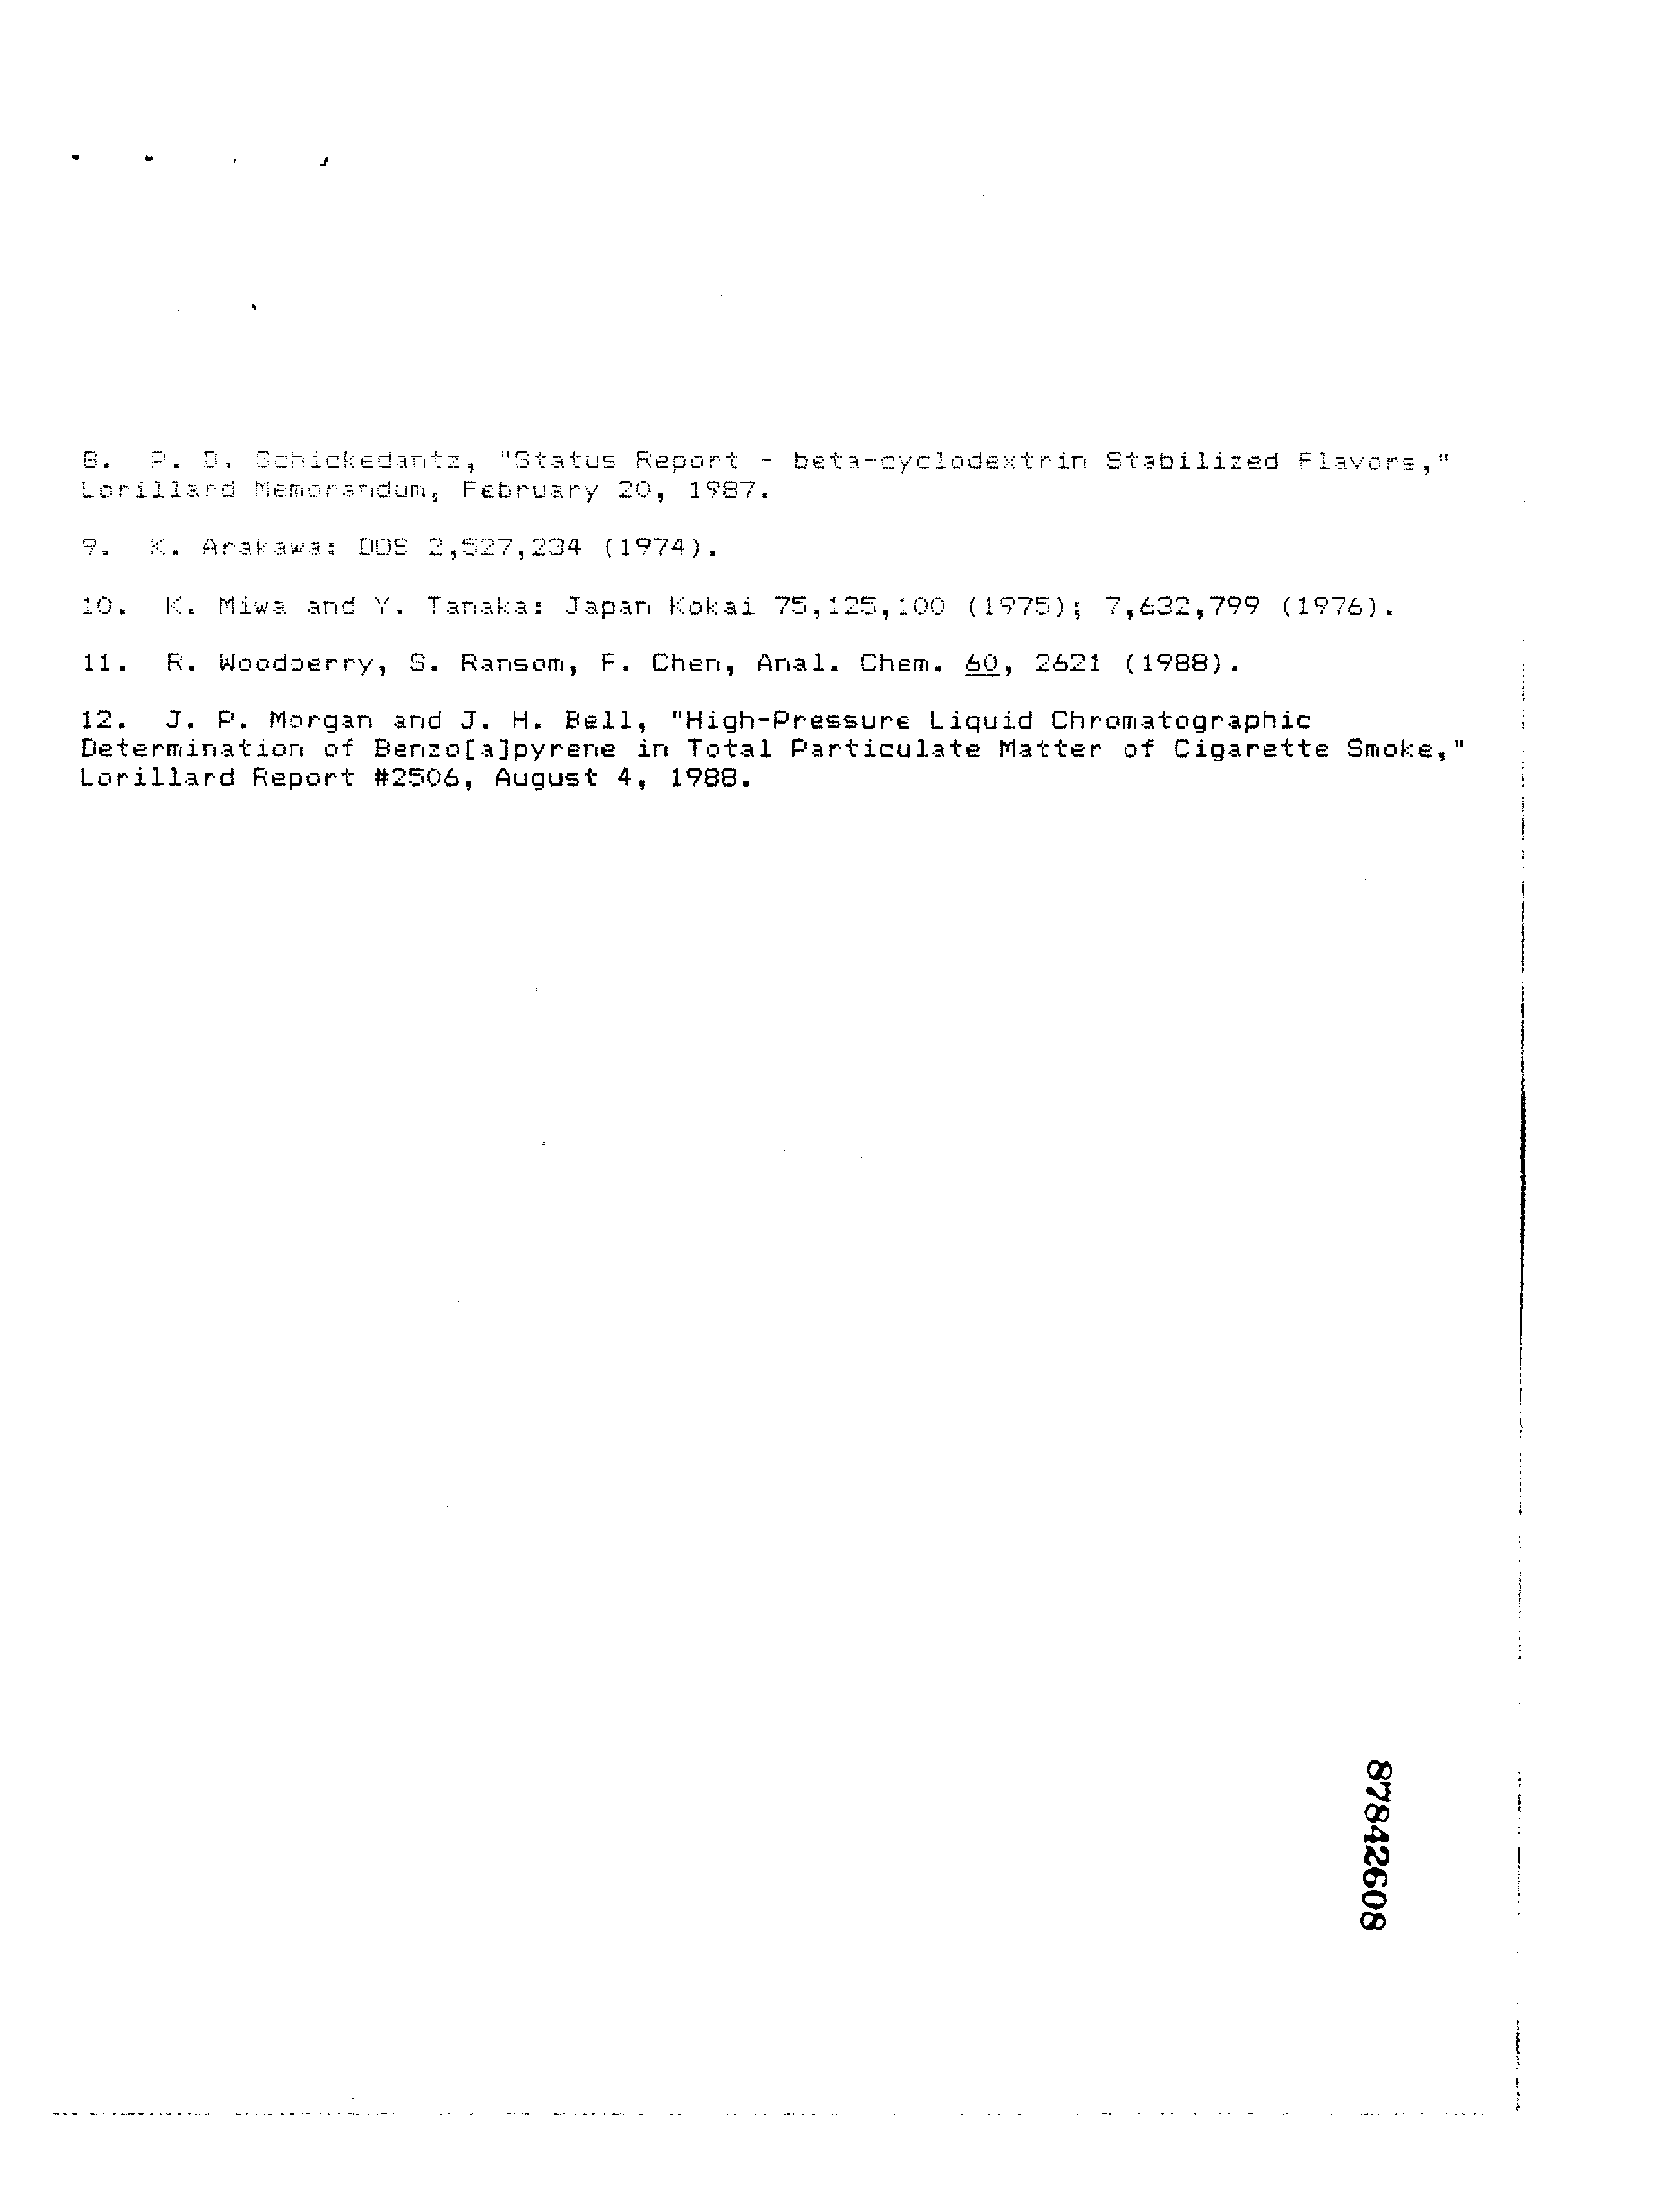 8. P. D. Schickedantz, "Status Report - beta-cyclodextrin Stabilized Flavors,"
Lorillard Memorandum, February 20, 1987.
9. K. Arakawa: DOS 2,527,234 (1974).
10. K. Miwa and Y. Tanaka: Japan Kokai 75,125,100 (1975); 7,632,799 (1976).
11. R. Woodberry, S. Ransom, F. Chen, Anal. Chem. 60, 2621 (1988).
12. J. P. Morgan and J. H. Bell, "High-Pressure Liquid Chromatographic
Determination of Benzo[a]pyrene in Total Particulate Matter of Cigarette Smoke,"
Lorillard Report #2506, August 4, 1988.
87842608